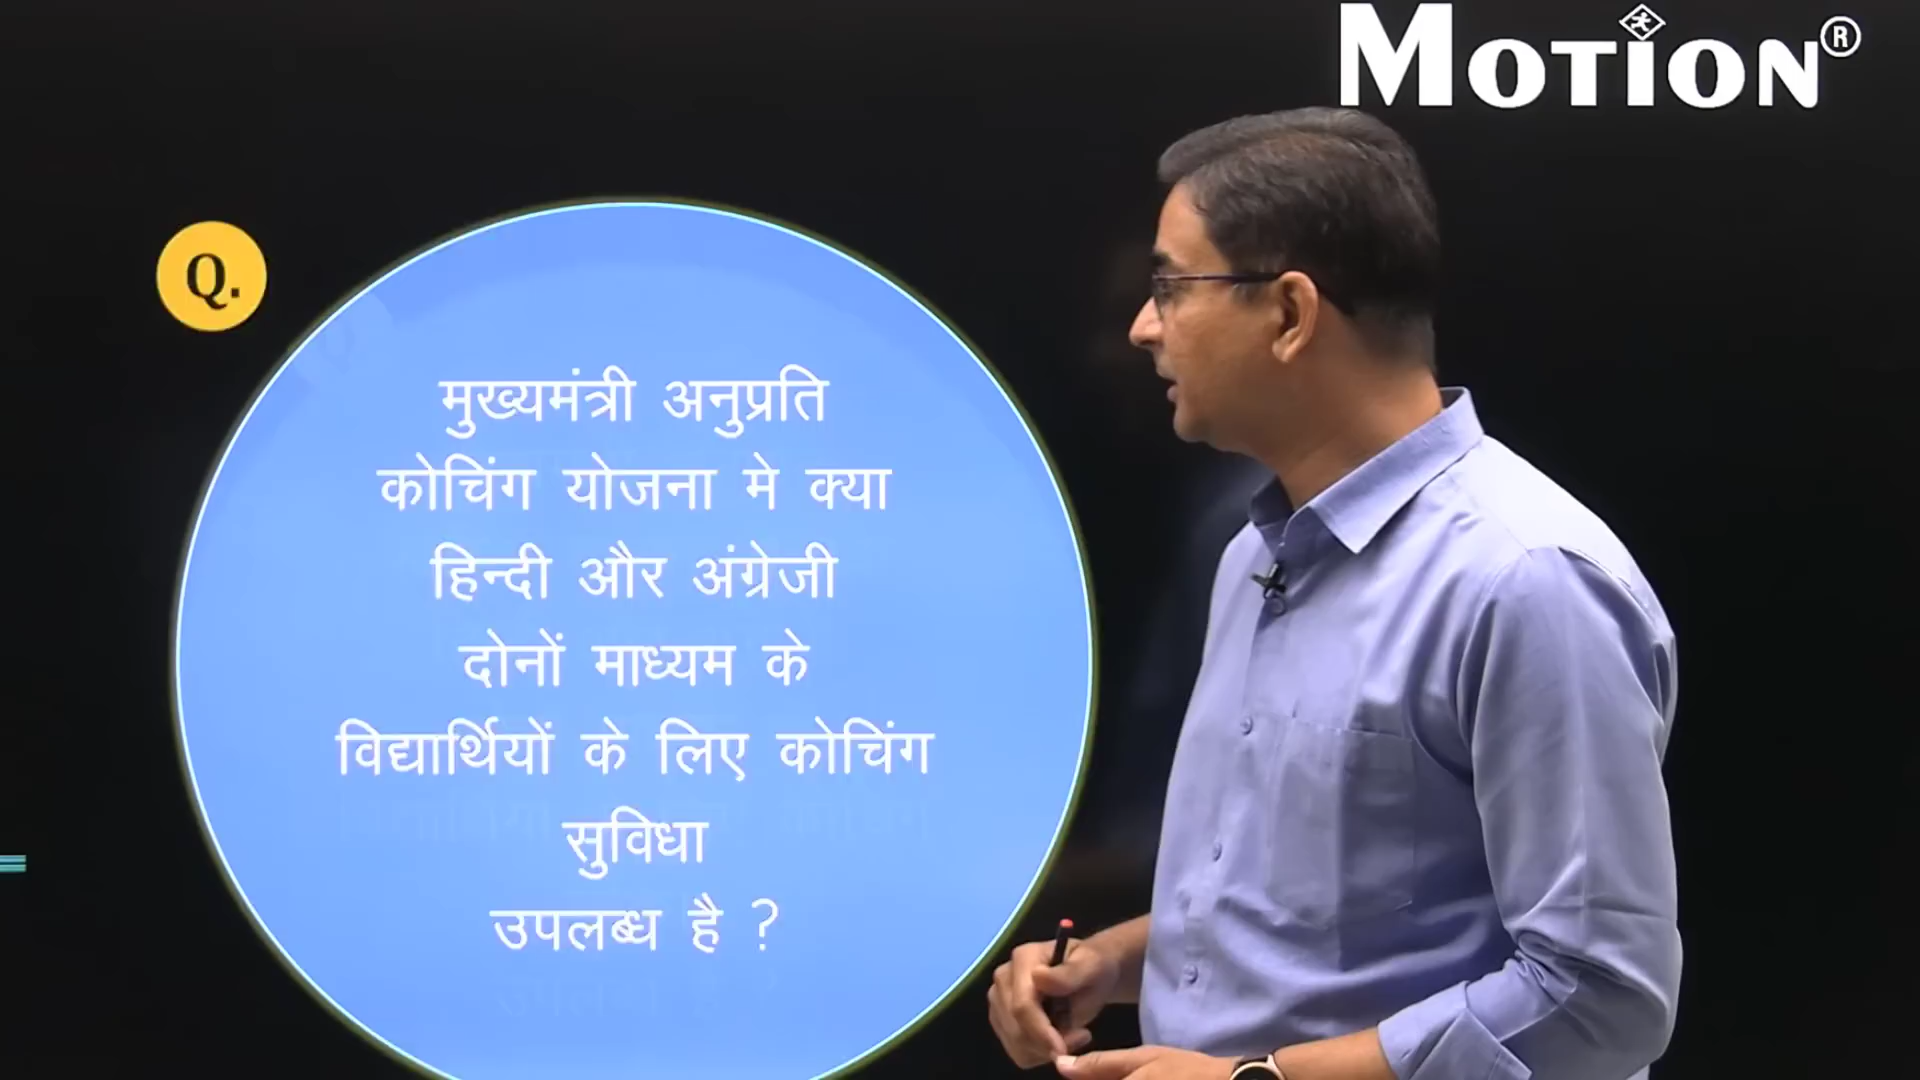 MOTION®
Q.
मुख्यमंत्री अनुप्रति
कोचिंग योजना मे क्या
हिन्दी और अंग्रेजी
दोनों माध्यम के
विद्यार्थियों के लिए कोचिंग
सुविधा
उपलब्ध है ?